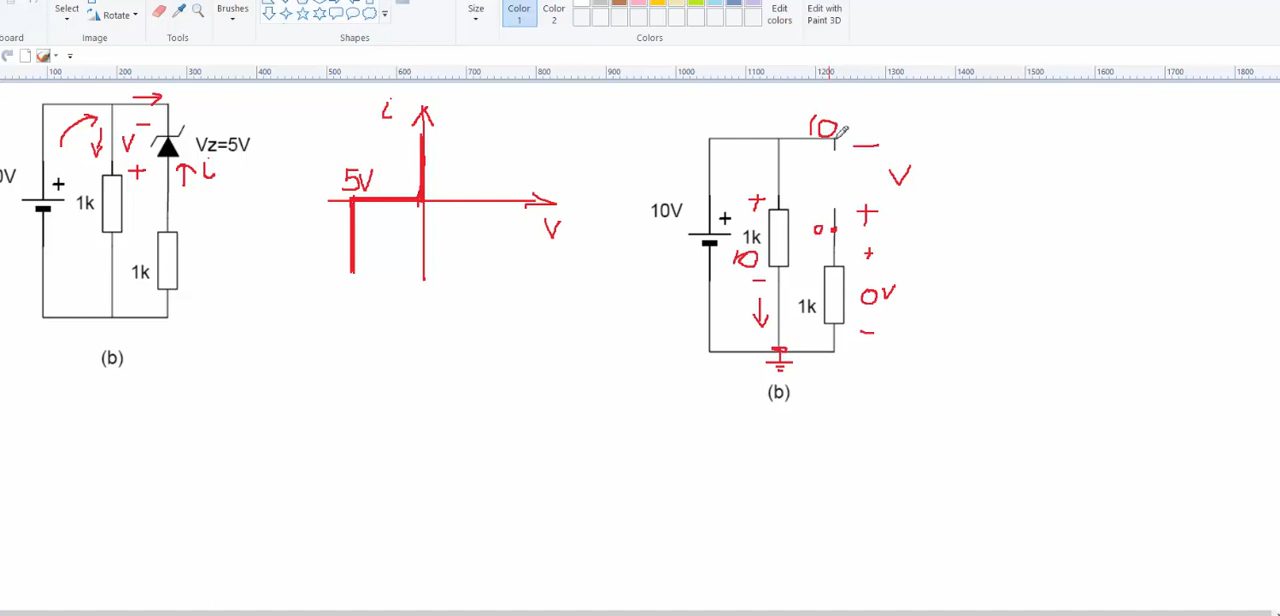 Select
Rotate
Brushes
Size
Color
1
Color
2
Edit
colors
Edit with
Paint 3D
oard
Image
Tools
Shapes
Colors
100
200
300
400
500
600
700
800
900
1000
1100
1200
1300
1400
1500
1600
1700
1800
V
-
+
Vz=5V
i
0V
+
1k
1k
(b)
i
5V
V
10
-
V
+
+
10V
+
1k
10
-
0
+
1k
0V
-
(b)